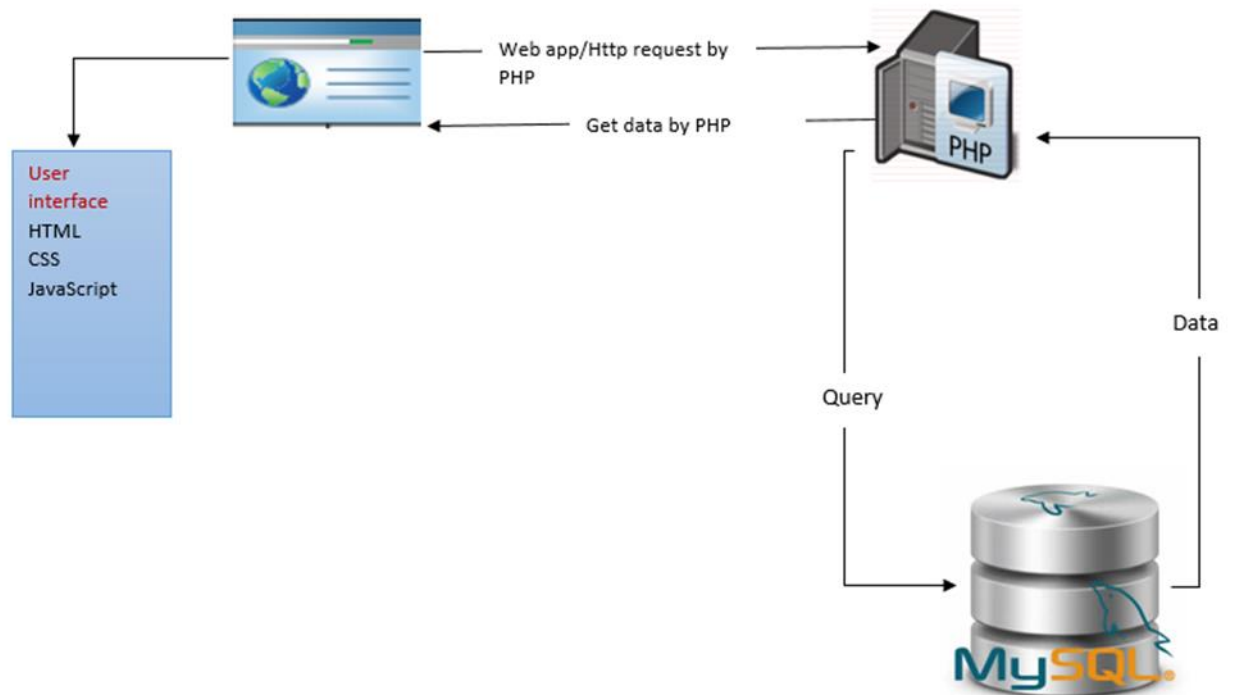 Web app/Http request by
PHP
Get data by PHP
PHP
User
interface
HTML
CSS
JavaScript
Data
Query
MySQL.